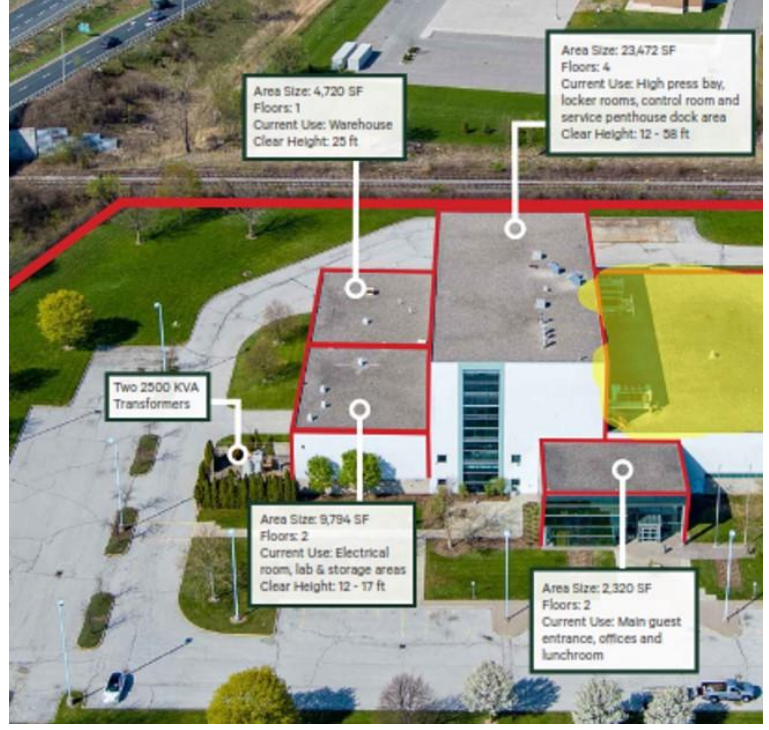 Area Size: 4,720 SF
Floors: 1
Current Use: Warehouse
Clear Height: 25 ft
Area Size: 23,472 SF
Floors: 4
Current Use: High press bay,
locker rooms, control room and
service penthouse dock area
Clear Height: 12 - 58 ft
Two 2500 KVA
Transformers
Area Size: 9,794 SF
Floors: 2
Current Use: Electrical
room, lab & storage areas
Clear Height: 12 - 17 ft
Area Size: 2,320 SF
Floors: 2
Current Use: Main guest
entrance, offices and
lunchroom